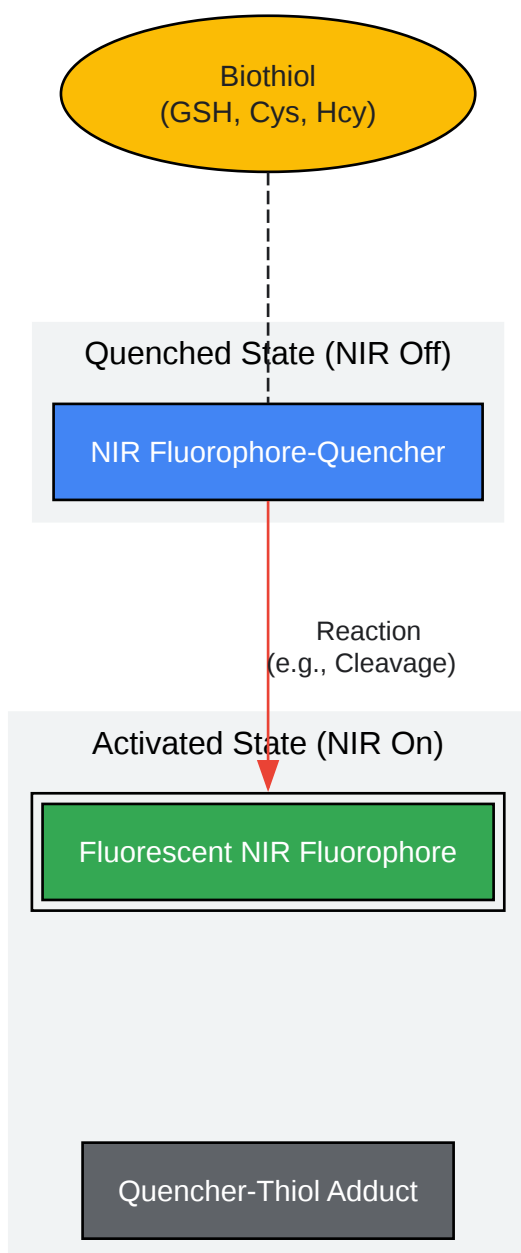 Biothiol
(GSH, Cys, Hcy)
Quenched State (NIR Off)
NIR Fluorophore-Quencher
Reaction
(e.g., Cleavage)
Activated State (NIR On)
Fluorescent NIR Fluorophore
Quencher-Thiol Adduct